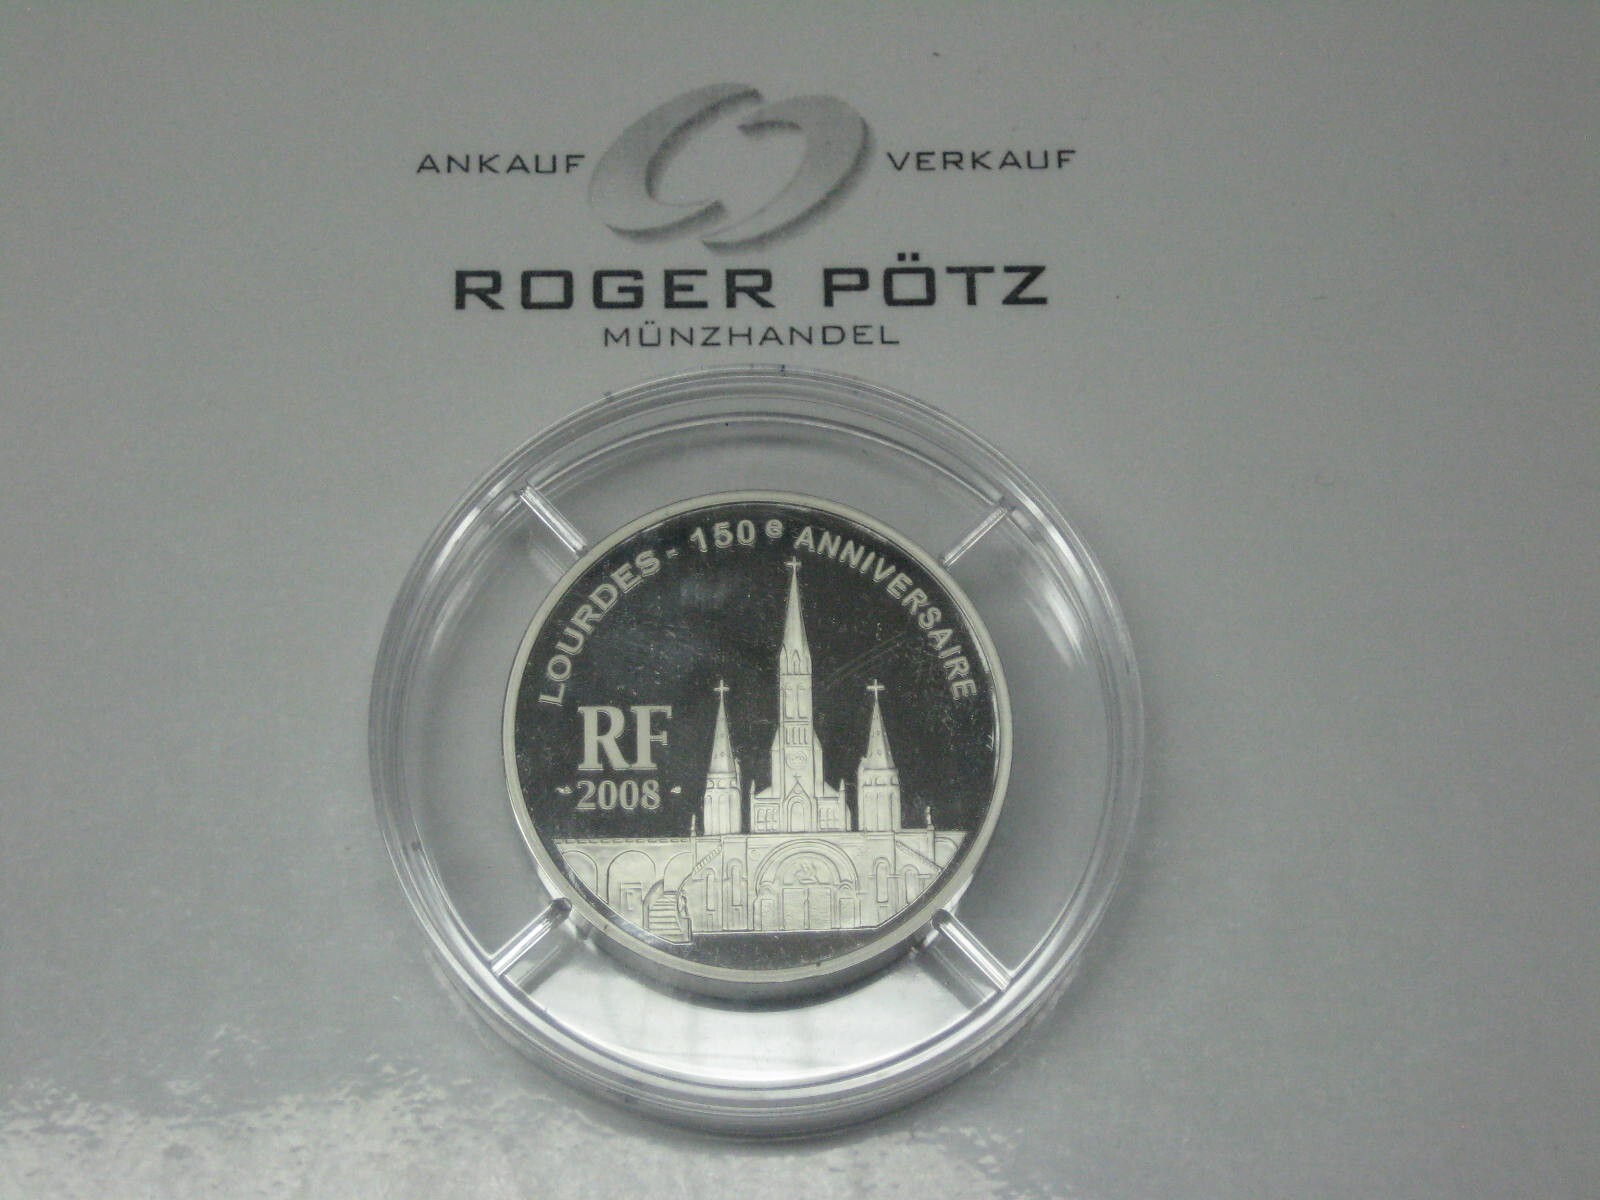 ANKAUF VERKAUF
ROGER PÖTZ
MÜNZHANDEL
LOURDES - 150e ANNIVERSAIRE
RF
2008